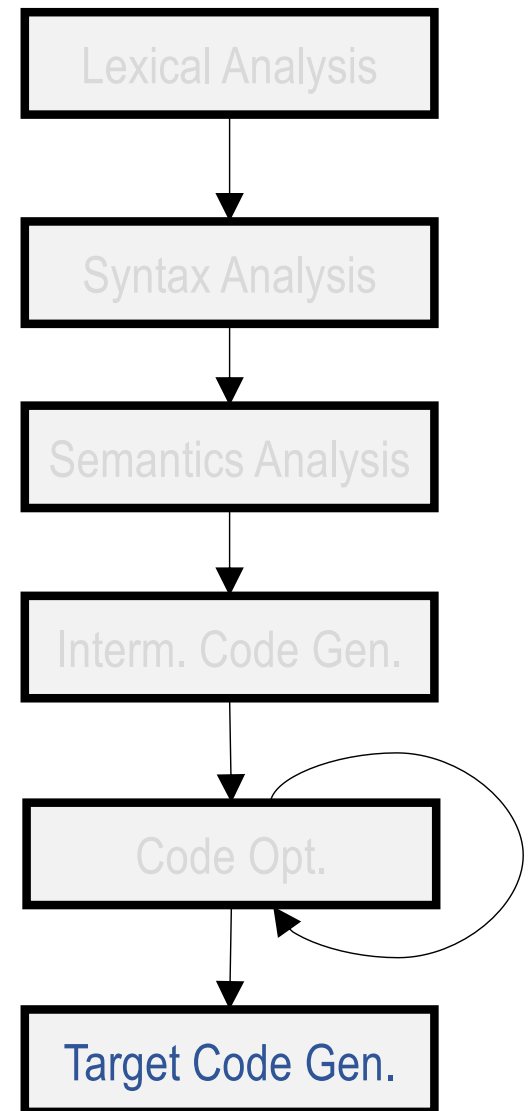 Lexical Analysis
Syntax Analysis
Semantics Analysis
Interm. Code Gen.
Code Opt.
Target Code Gen.